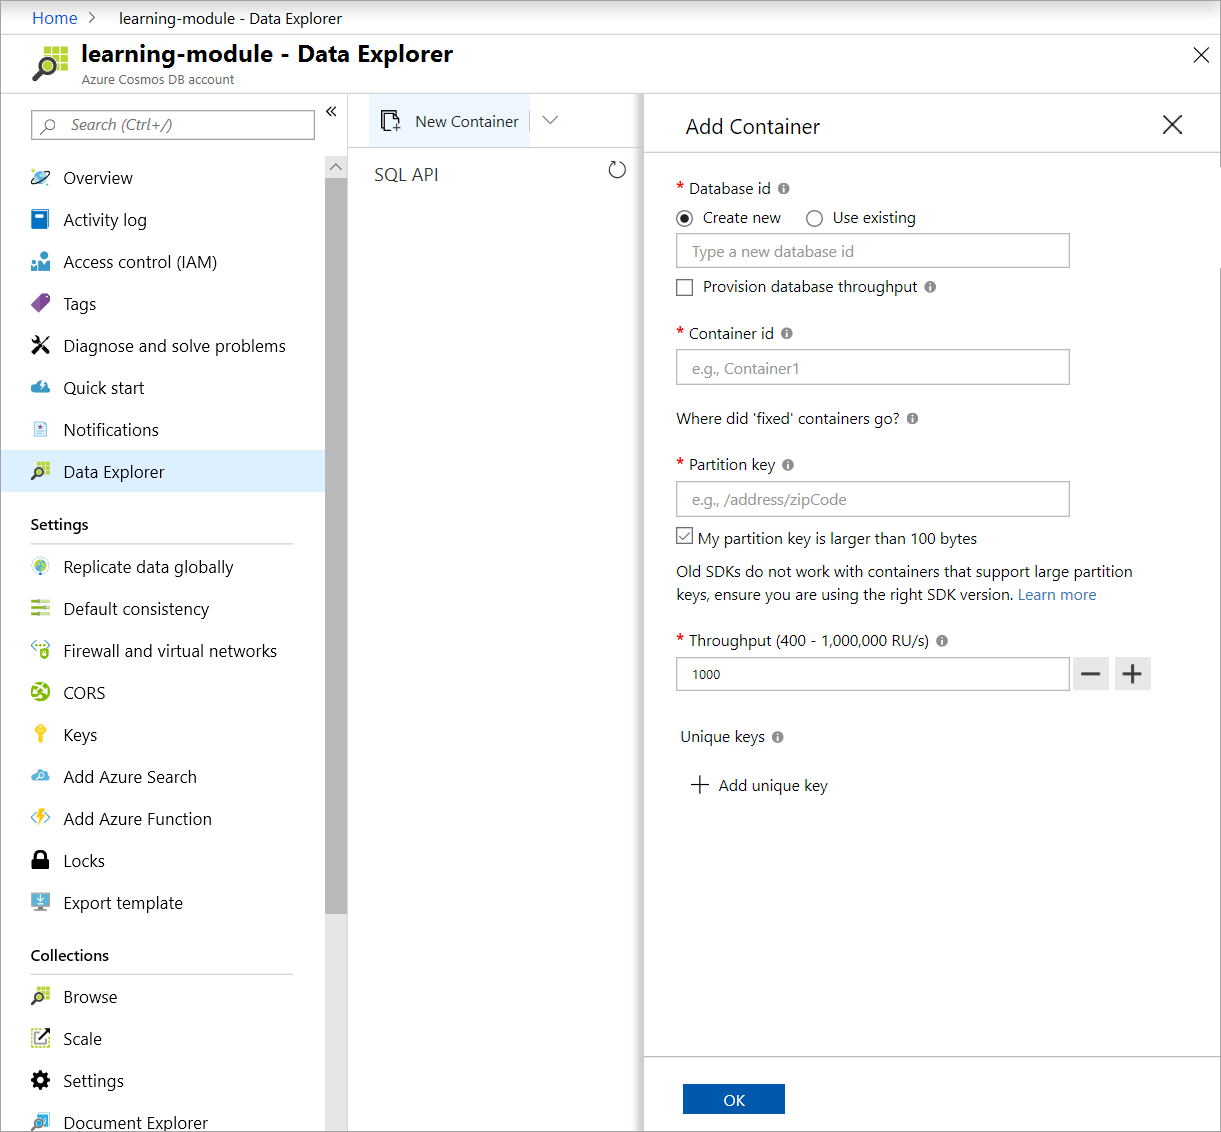 Home > learning-module - Data Explorer
learning-module - Data Explorer
Azure Cosmos DB account
Search (Ctrl+/)
«
Overview
Activity log
Access control (IAM)
Tags
Diagnose and solve problems
Quick start
Notifications
Data Explorer
Settings
Replicate data globally
Default consistency
Firewall and virtual networks
CORS
Keys
Add Azure Search
Add Azure Function
Locks
Export template
Collections
Browse
Scale
Settings
Document Explorer
New Container
SQL API
Add Container
* Database id
Create new Use existing
Type a new database id
Provision database throughput
* Container id
e.g., Container1
Where did 'fixed' containers go?
* Partition key
e.g., /address/zipCode
My partition key is larger than 100 bytes
Old SDKs do not work with containers that support large partition
keys, ensure you are using the right SDK version. Learn more
* Throughput (400 - 1,000,000 RU/s)
1000
Unique keys
Add unique key
OK